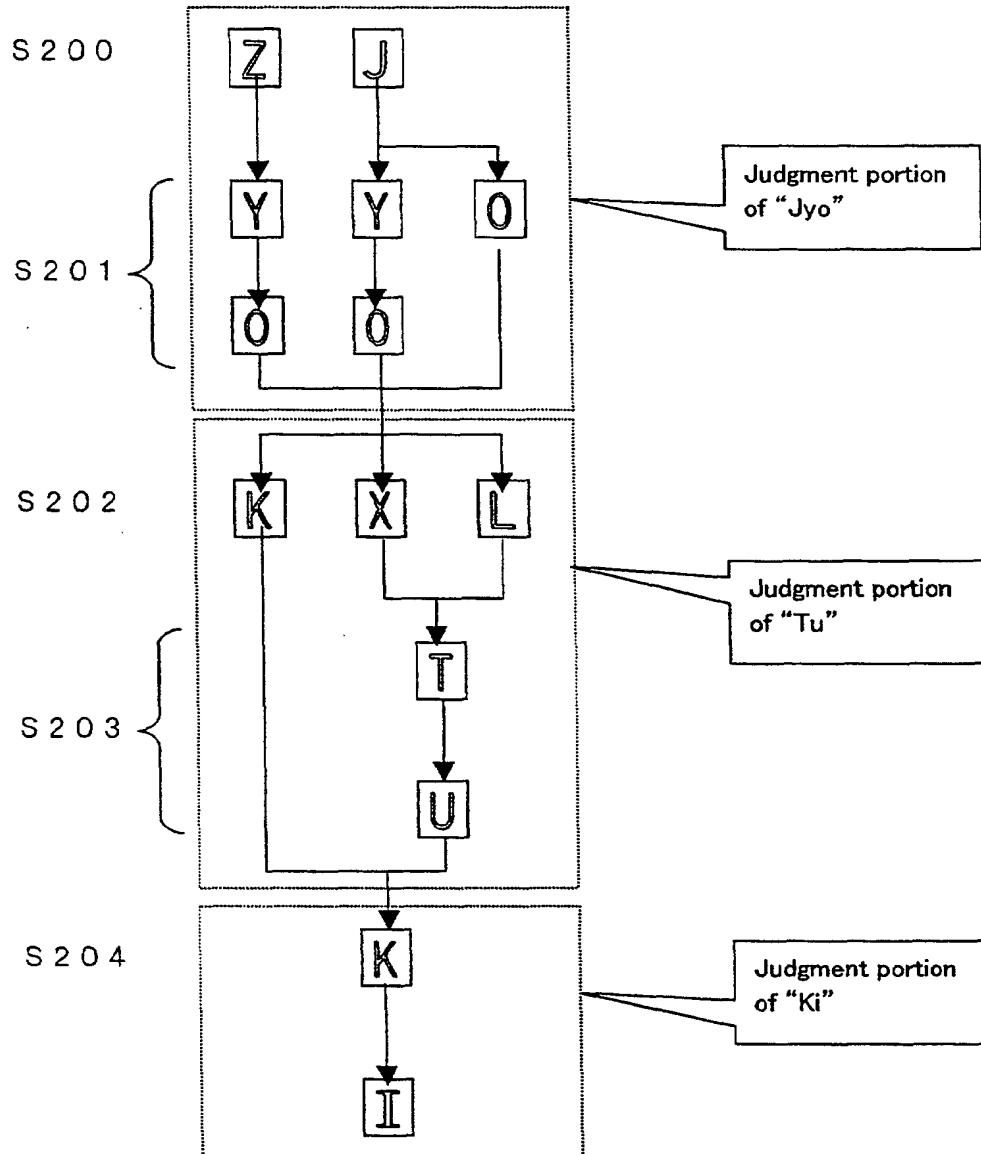 S200
Z J
Y Y O
Judgment portion
of “Jyo”
S201
O O
S202
K X L
Judgment portion
of “Tu”
T
S203
U
S204
K
Judgment portion
of “Ki”
I